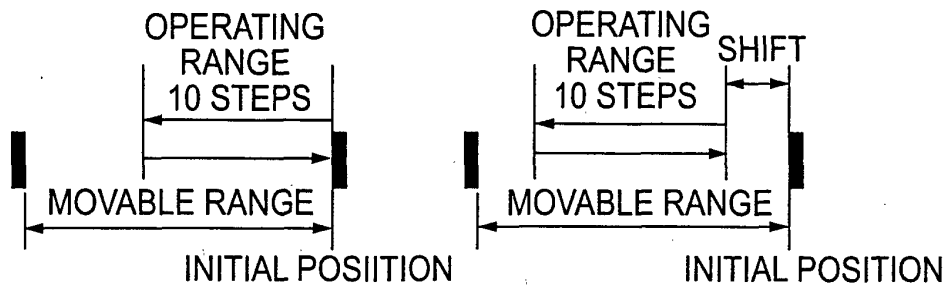 OPERATING
RANGE
10 STEPS
MOVABLE RANGE
INITIAL POSIITION
OPERATING
RANGE
10 STEPS
SHIFT
MOVABLE RANGE
INITIAL POSITION